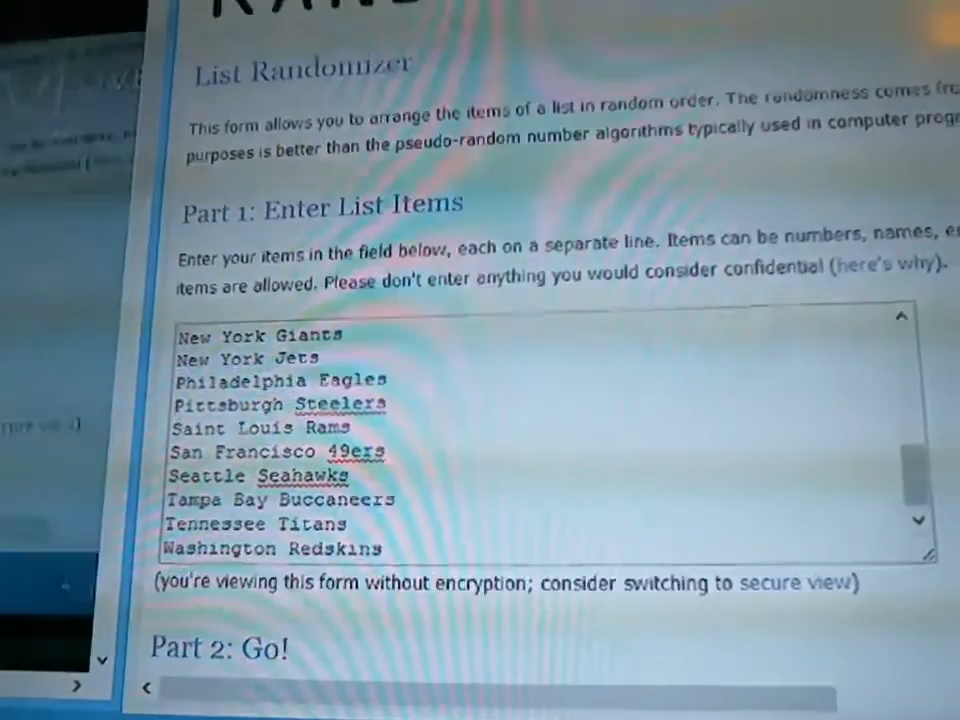 RAND
List Randomizer
This form allows you to arrange the items of a list in random order. The randomness comes fro
purposes is better than the pseudo-random number algorithms typically used in computer prog
Part 1: Enter List Items
Enter your items in the field below, each on a separate line. Items can be numbers, names, e
items are allowed. Please don't enter anything you would consider confidential (here's why).
New York Giants
New York Jets
Philadelphia Eagles
Pittsburgh Steelers
Saint Louis Rams
San Francisco 49ers
Seattle Seahawks
Tampa Bay Buccaneers
Tennessee Titans
Washington Redskins
(you're viewing this form without encryption; consider switching to secure view)
Part 2: Go!